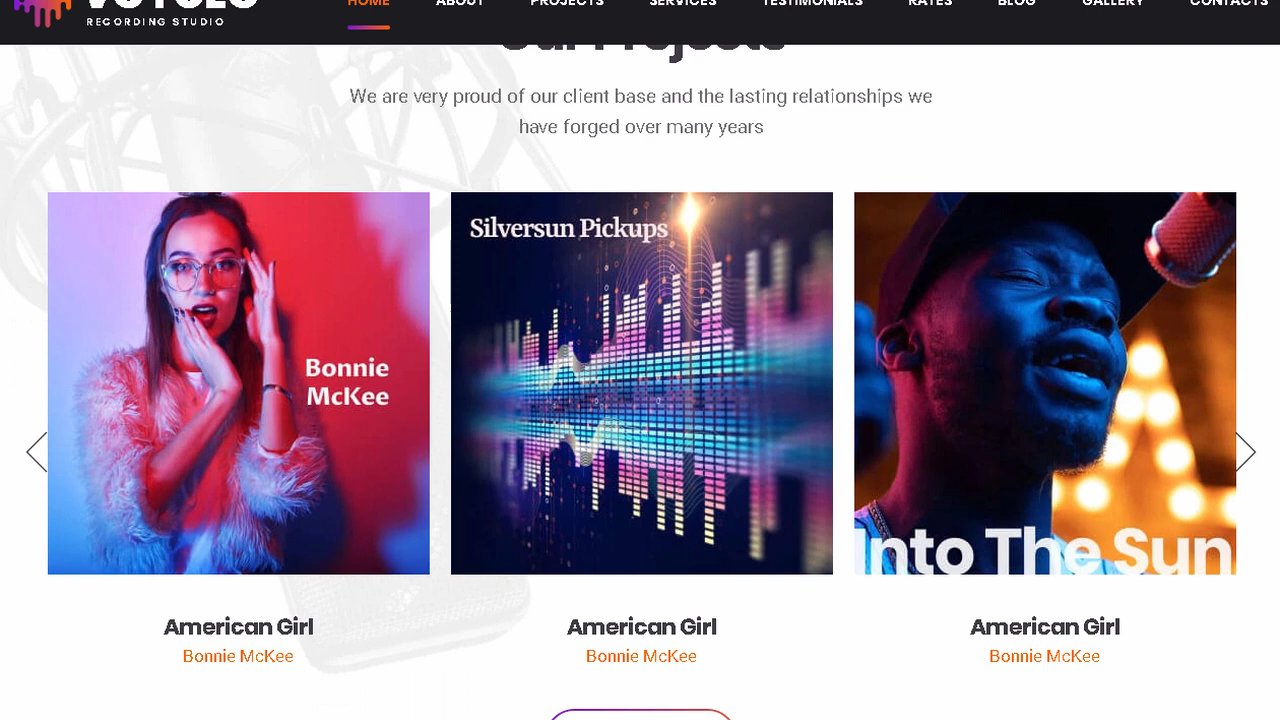 RECORDING STUDIO
HOME ABOUT PROJECTS SERVICES TESTIMONIALS RATES BLOG GALLERY CONTACTS
Our Projects
We are very proud of our client base and the lasting relationships we
have forged over many years
Bonnie
McKee
Silversun Pickups
Into The Sun
American Girl
Bonnie McKee
American Girl
Bonnie McKee
American Girl
Bonnie McKee